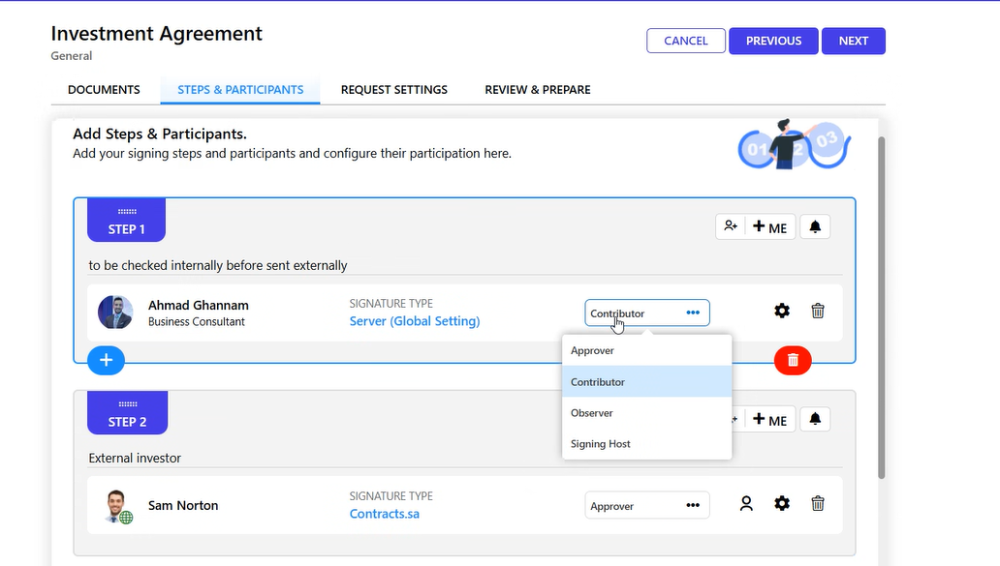 Investment Agreement
General
CANCEL
PREVIOUS
NEXT
DOCUMENTS
STEPS & PARTICIPANTS
REQUEST SETTINGS
REVIEW & PREPARE
Add Steps & Participants.
Add your signing steps and participants and configure their participation here.
01
2
03
STEP 1
+ ME
to be checked internally before sent externally
Ahmad Ghannam
Business Consultant
SIGNATURE TYPE
Server (Global Setting)
Contributor
Approver
Contributor
Observer
Signing Host
STEP 2
+ ME
External investor
Sam Norton
SIGNATURE TYPE
Contracts.sa
Approver